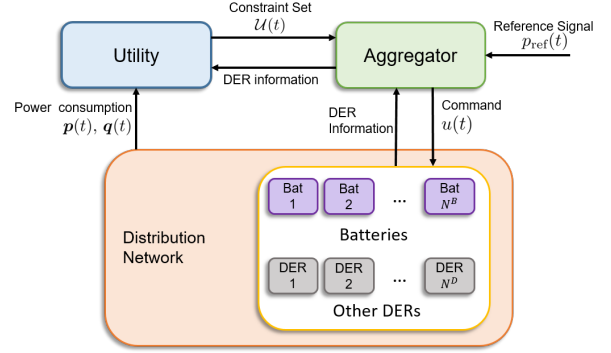 Constraint Set
𝒰(t)
Reference Signal
p_ref(t)
Utility
Aggregator
DER information
Power consumption
𝒑(t), 𝒒(t)
DER
Information
Command
u(t)
Distribution
Network
Bat
1
Bat
2
...
Bat
N^B
Batteries
DER
1
DER
2
...
DER
N^D
Other DERs